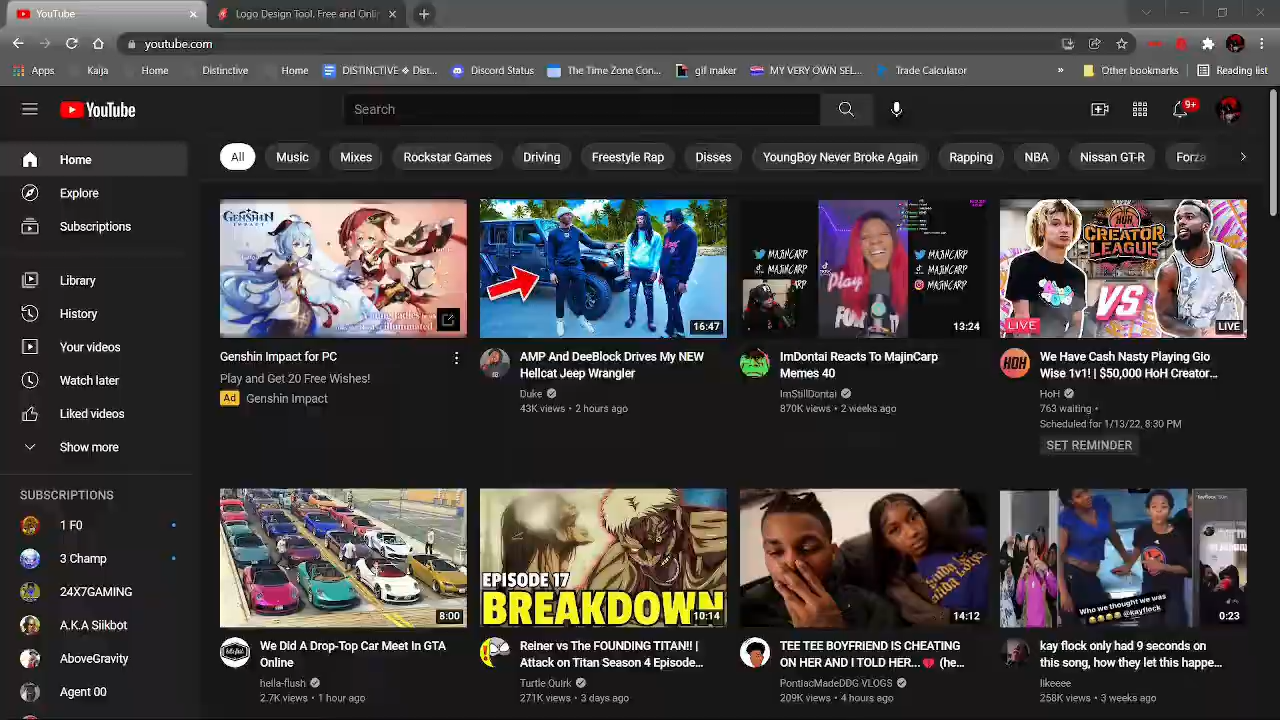 YouTube
Logo Design Tool. Free and Onlin
youtube.com
Apps
Kaija
Home
Distinctive
Home
DISTINCTIVE ❖ Dist...
Discord Status
The Time Zone Con...
gif maker
MY VERY OWN SEL...
Trade Calculator
»
Other bookmarks
Reading list
YouTube
Search
9+
All
Music
Mixes
Rockstar Games
Driving
Freestyle Rap
Disses
YoungBoy Never Broke Again
Rapping
NBA
Nissan GT-R
Forza
Home
Explore
Subscriptions
Library
History
Your videos
Watch later
Liked videos
Show more
SUBSCRIPTIONS
1 F0
3 Champ
24X7GAMING
A.K.A Siikbot
AboveGravity
Agent 00
GENSHIN
IMPACT
Genshin Impact for PC
Play and Get 20 Free Wishes!
Ad Genshin Impact
16:47
AMP And DeeBlock Drives My NEW
Hellcat Jeep Wrangler
Duke
43K views • 2 hours ago
MAJINCARP
MAJINCARP
MAJINCARP
MAJINCARP
MAJINCARP
Play
13:24
ImDontai Reacts To MajinCarp
Memes 40
ImStillDontai
870K views • 2 weeks ago
HOH
CREATOR
LEAGUE
VS
LIVE
LIVE
HOH
We Have Cash Nasty Playing Gio
Wise 1v1! | $50,000 HoH Creator...
HoH
763 waiting •
Scheduled for 1/13/22, 8:30 PM
SET REMINDER
8:00
We Did A Drop-Top Car Meet In GTA
Online
hella-flush
2.7K views • 1 hour ago
EPISODE 17
BREAKDOWN
10:14
Reiner vs The FOUNDING TITAN!! |
Attack on Titan Season 4 Episode...
Turtle Quirk
271K views • 3 days ago
14:12
TEE TEE BOYFRIEND IS CHEATING
ON HER AND I TOLD HER... 💔 (he...
PontiacMadeDDG VLOGS
209K views • 4 hours ago
Who we thought we was
@kayflock
0:23
kay flock only had 9 seconds on
this song, how they let this happe...
likeeee
258K views • 3 weeks ago